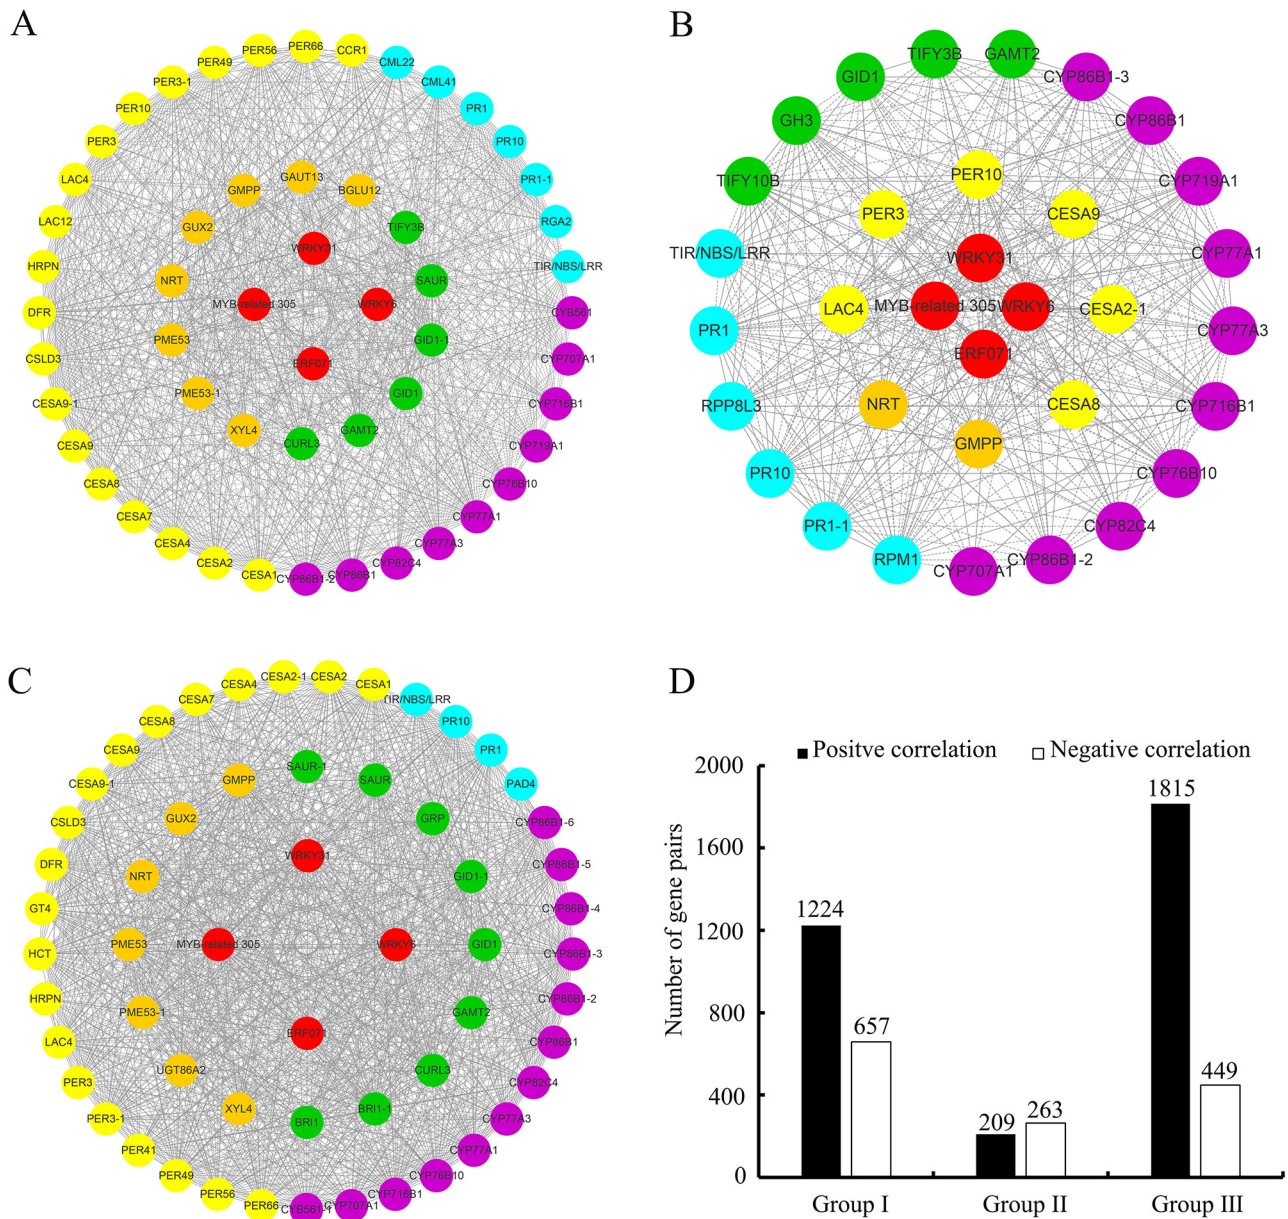 A
PER56
PER66
CCR1
PER49
CML22
PER3-1
CML41
PER10
PR1
PER3
PR10
LAC4
GMPP
GAUT13
BGLU12
PR1-1
LAC12
GUX2
TIFY3B
RGA2
WRKY31
HRPN
NRT
SAUR
TIR/NBS/LRR
DFR
MYB-related 305
WRKY6
CYB561
CSLD3
PME53
GID1-1
CYP707A1
ERF071
CESA9-1
PME53-1
GID1
CYP716B1
CESA9
XYL4
CURL3
GAMT2
CYP719A1
CESA8
CYP76B10
CESA7
CYP77A1
CESA4
CYP77A3
CESA2
CYP82C4
CESA1
CYP86B1-2
CYP86B1
B
TIFY3B
GAMT2
GID1
CYP86B1-3
GH3
CYP86B1
TIFY10B
PER10
CYP719A1
PER3
CESA9
TIR/NBS/LRR
WRKY31
CYP77A1
LAC4
MYB-related 305
WRKY6
CESA2-1
PR1
CYP77A3
ERF071
RPP8L3
NRT
CESA8
CYP716B1
GMPP
PR10
CYP76B10
PR1-1
CYP82C4
RPM1
CYP707A1
CYP86B1-2
C
CESA2-1
CESA2
CESA4
CESA1
CESA7
TIR/NBS/LRR
CESA8
PR10
CESA9
PR1
CESA9-1
GMPP
SAUR-1
SAUR
PAD4
CSLD3
GUX2
GRP
CYP86B1-6
DFR
NRT
WRKY31
GID1-1
CYP86B1-5
GT4
CYP86B1-4
HCT
PME53
MYB-related 305
WRKY6
GID1
CYP86B1-3
HRPN
PME53-1
GAMT2
CYP86B1-2
ERF071
LAC4
CYP86B1
PER3
UGT86A2
CURL3
CYP82C4
PER3-1
XYL4
BRI1
BRI1-1
CYP77A3
PER41
CYP77A1
PER49
CYP76B10
PER56
CYP716B1
PER66
CYB561-1
CYP707A1
D
Positve correlation
Negative correlation
Number of gene pairs
2000
1600
1200
800
400
0
1224
657
209
263
1815
449
Group I
Group II
Group III